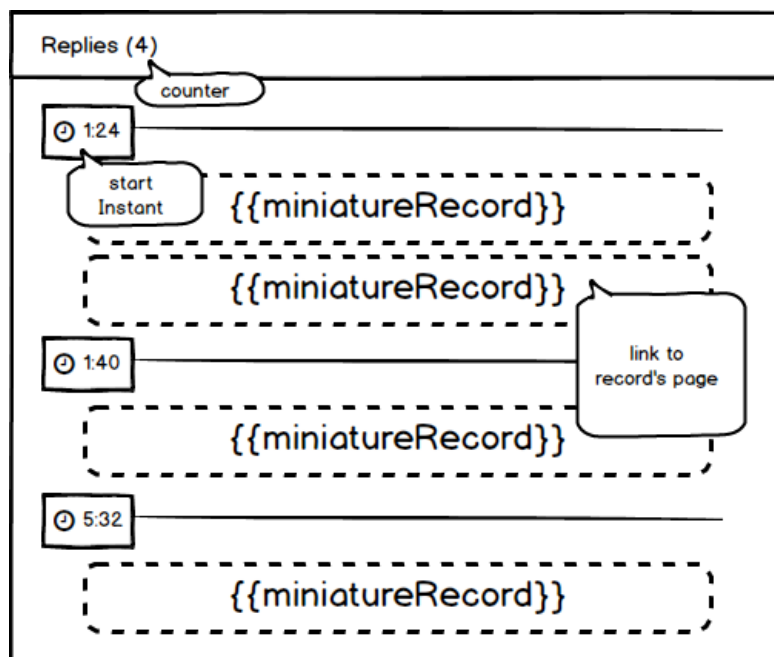 Replies (4)
counter
1:24
start
Instant
{{miniatureRecord}}
{{miniatureRecord}}
link to
record's page
1:40
{{miniatureRecord}}
5:32
{{miniatureRecord}}